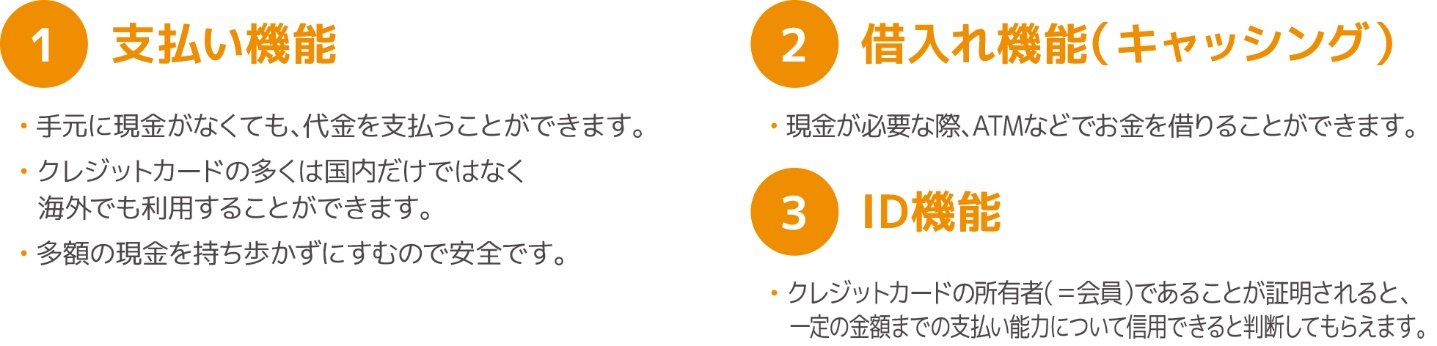 1 支払い機能
・手元に現金がなくても、代金を支払うことができます。
・クレジットカードの多くは国内だけではなく
海外でも利用することができます。
・多額の現金を持ち歩かずにすむので安全です。
2 借入れ機能(キャッシング)
・現金が必要な際、ATMなどでお金を借りることができます。
3 ID機能
・クレジットカードの所有者(=会員)であることが証明されると、
一定の金額までの支払い能力について信用できると判断してもらえます。